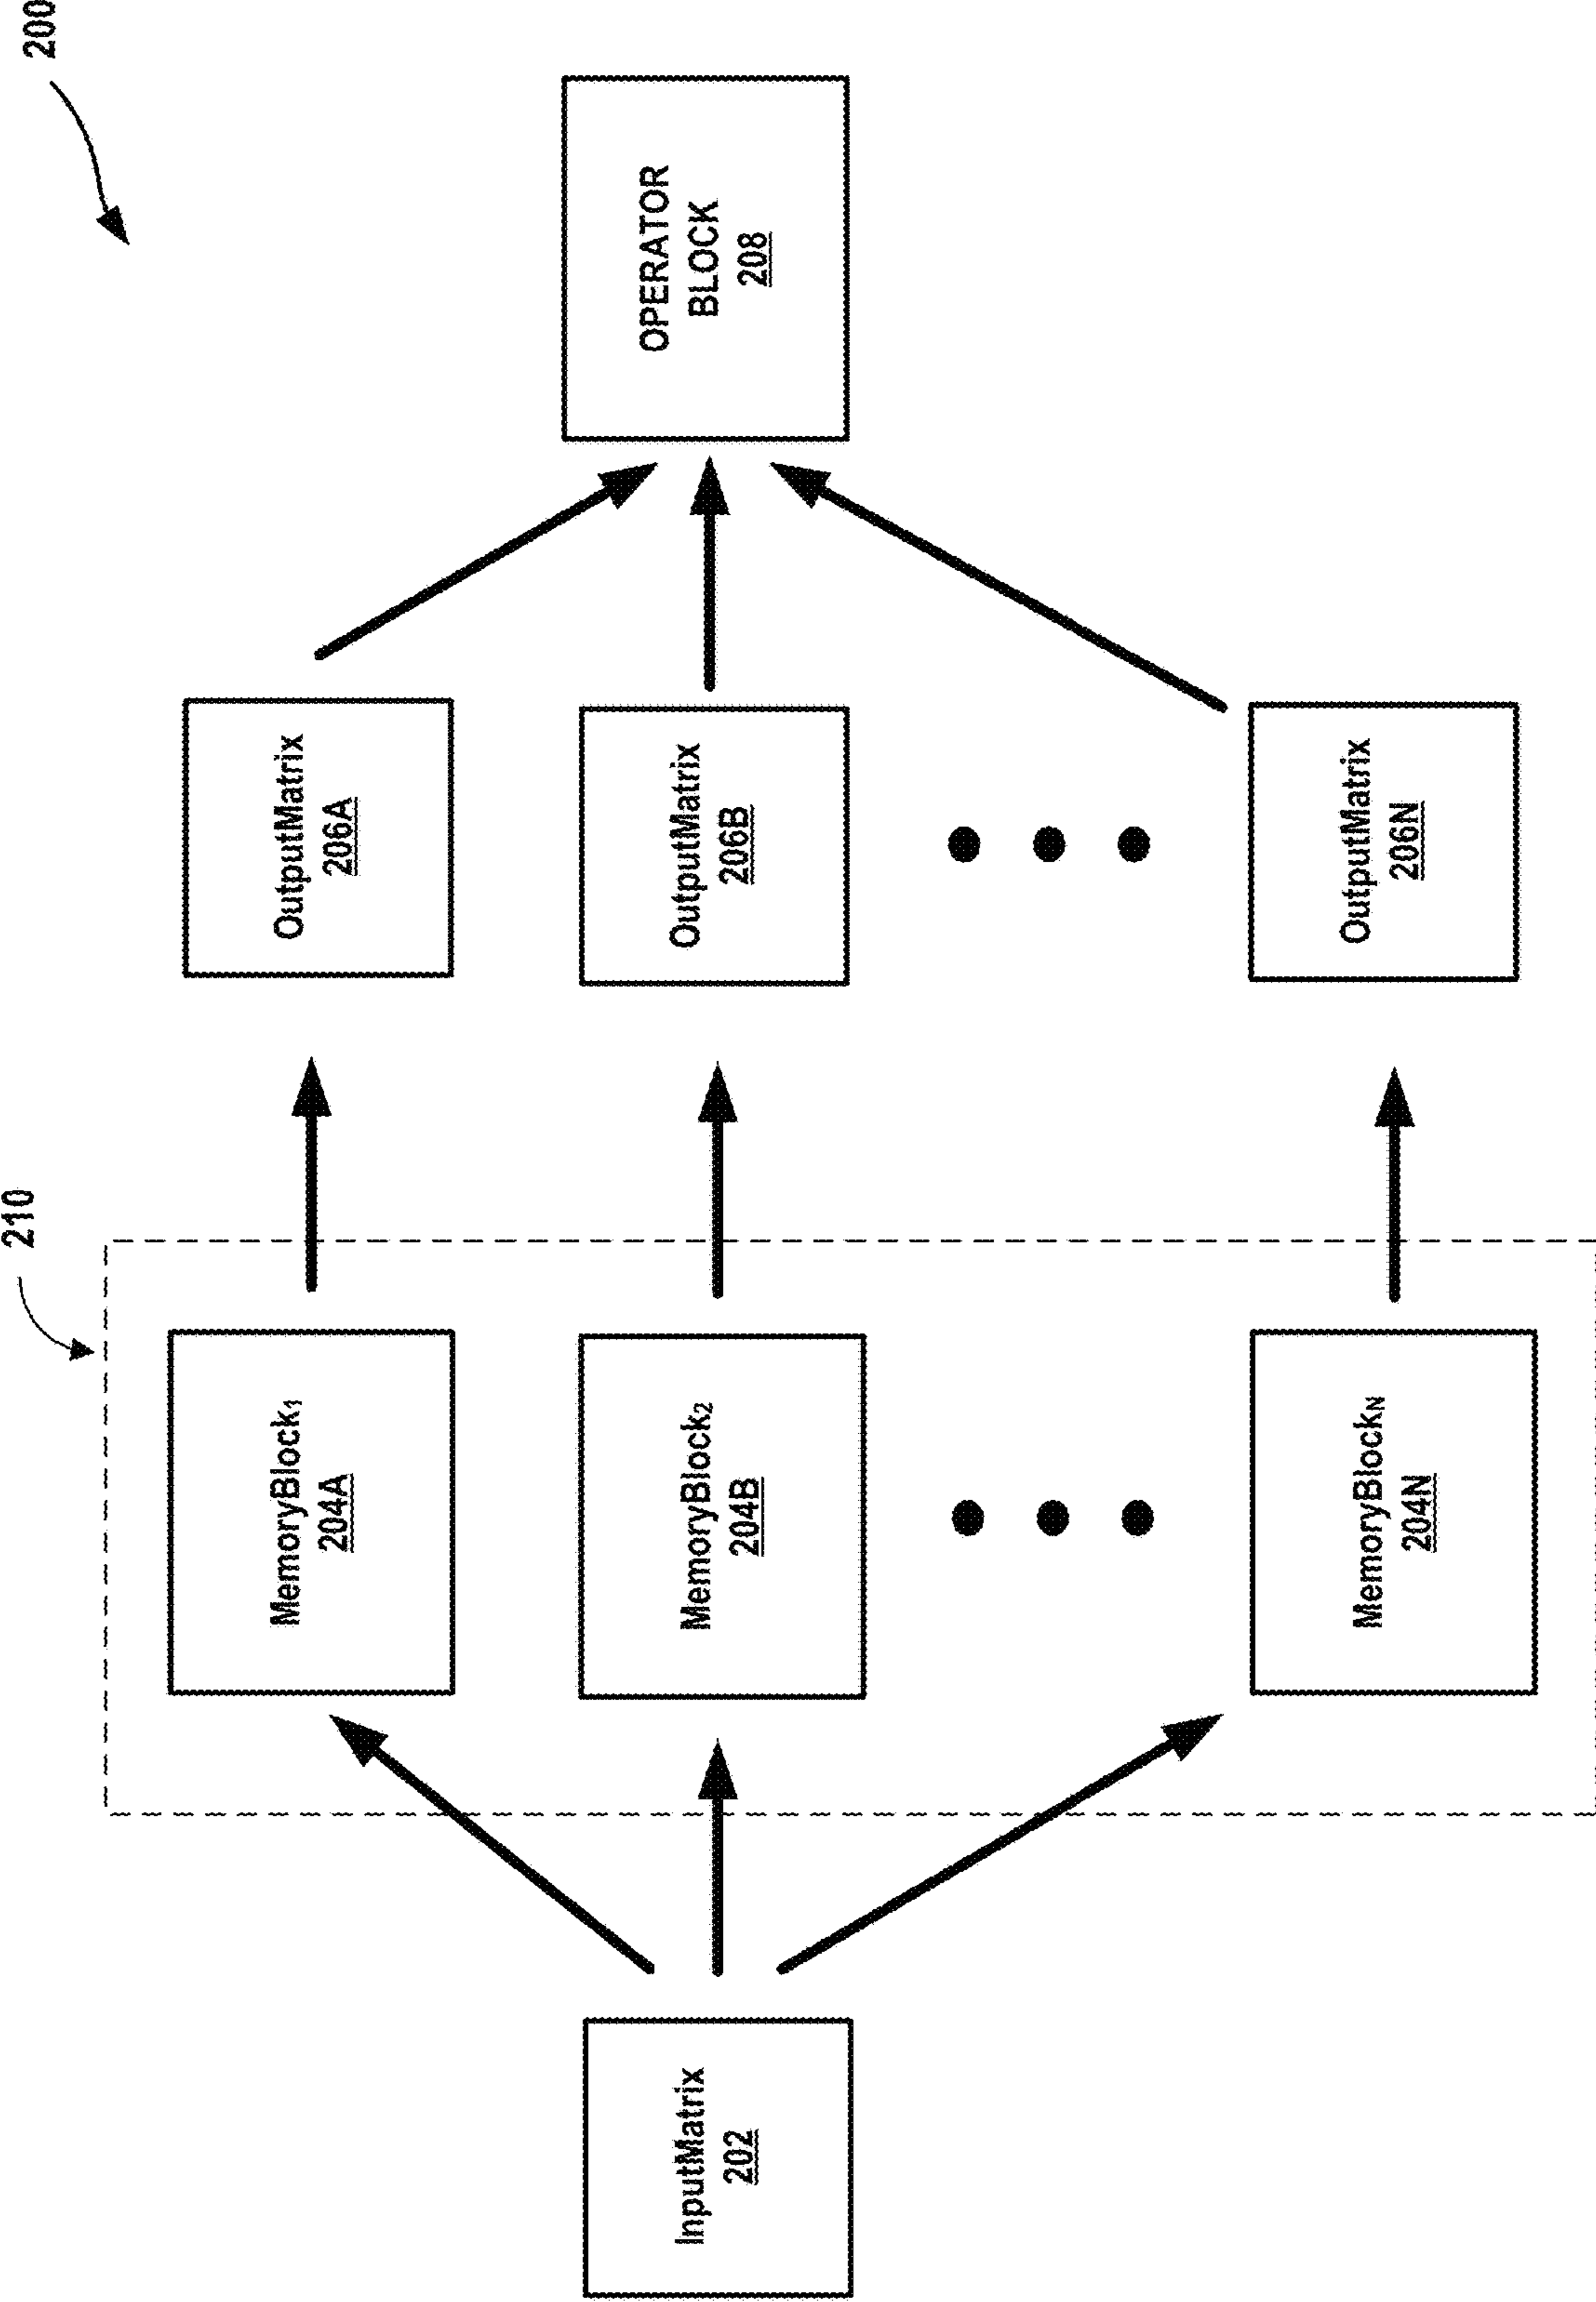 200
210
InputMatrix
202
MemoryBlock₁
204A
MemoryBlock₂
204B
MemoryBlockN
204N
OutputMatrix
206A
OutputMatrix
206B
OutputMatrix
206N
OPERATOR
BLOCK
208